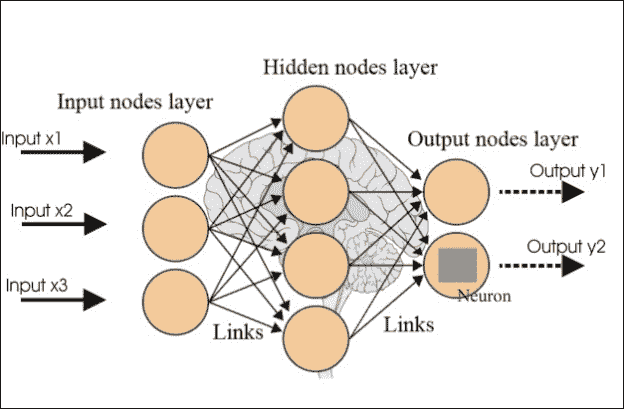 Hidden nodes layer
Input nodes layer
Output nodes layer
Input x1
Input x2
Input x3
Output y1
Output y2
Neuron
Links
Links